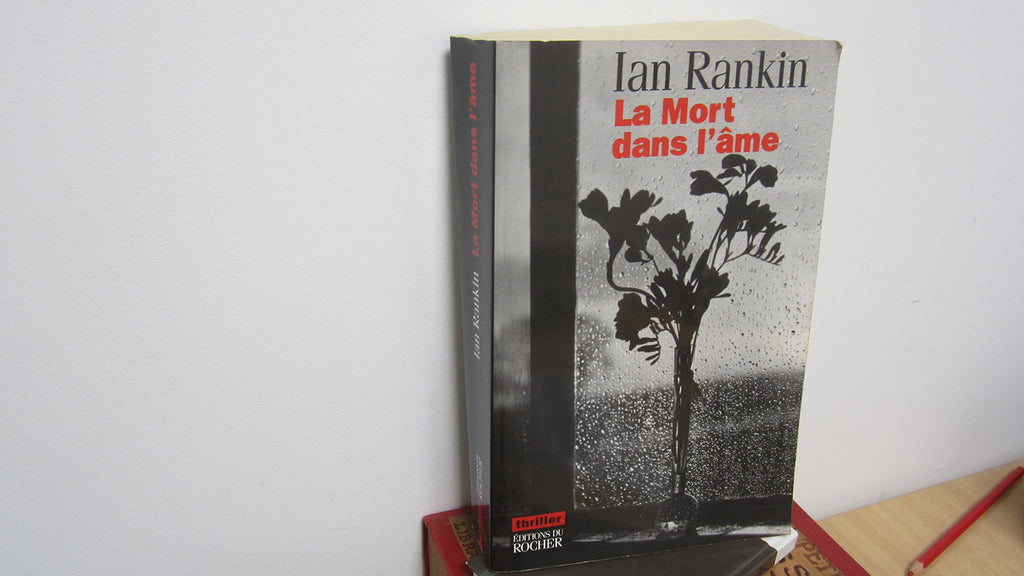 Ian Rankin
La Mort
dans l'âme
thriller
ÉDITIONS DU
ROCHER
La Mort dans l'âme
Ian Rankin